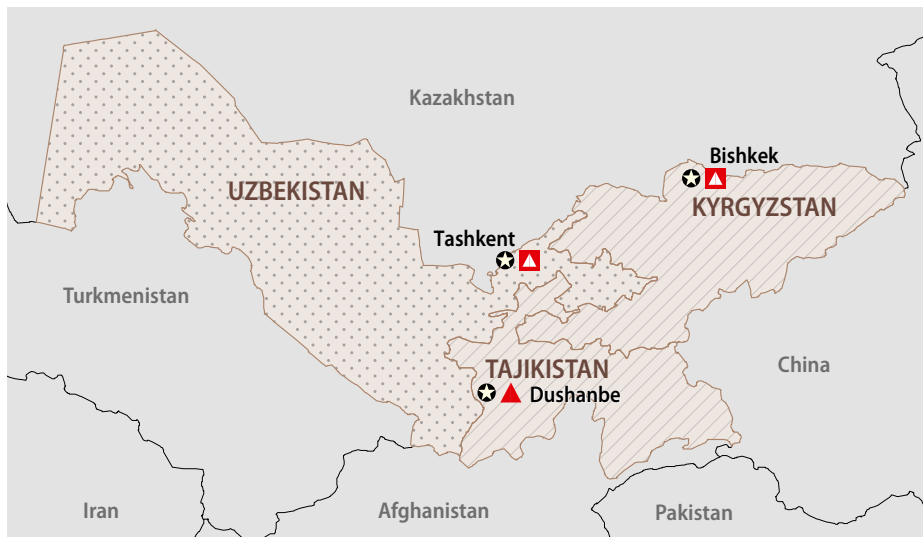 Kazakhstan
Bishkek
UZBEKISTAN
KYRGYZSTAN
Tashkent
Turkmenistan
TAJIKISTAN
China
Dushanbe
Iran
Afghanistan
Pakistan